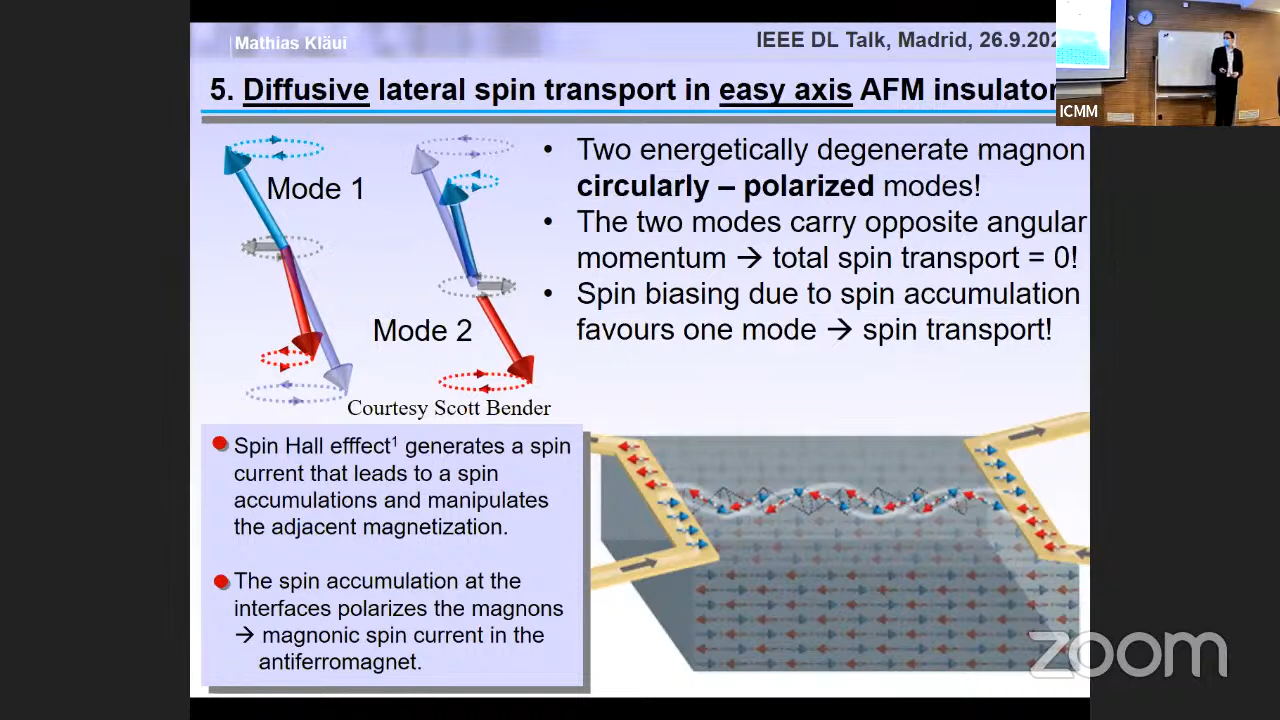 Mathias Kläui
IEEE DL Talk, Madrid, 26.9.202
5. Diffusive lateral spin transport in easy axis AFM insulator
ICMM
Mode 1
Mode 2
Courtesy Scott Bender
• Two energetically degenerate magnon
circularly – polarized modes!
• The two modes carry opposite angular
momentum → total spin transport = 0!
• Spin biasing due to spin accumulation
favours one mode → spin transport!
Spin Hall efffect¹ generates a spin
current that leads to a spin
accumulations and manipulates
the adjacent magnetization.
The spin accumulation at the
interfaces polarizes the magnons
→ magnonic spin current in the
antiferromagnet.
zoom